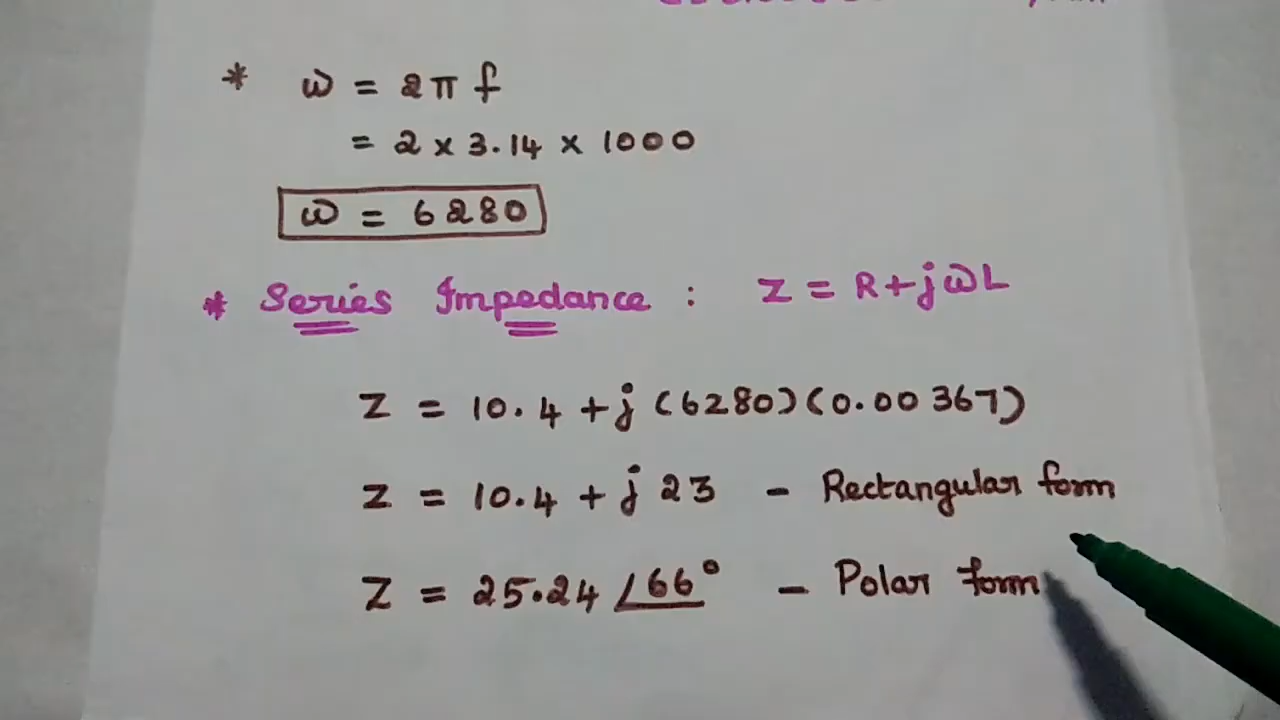 * ω = 2π f
= 2 x 3.14 x 1000
ω = 6280
* Series Impedance : Z = R+jωL
Z = 10.4 +j (6280)(0.00367)
Z = 10.4 + j 23 - Rectangular form
Z = 25.24 ∠66° - Polar form